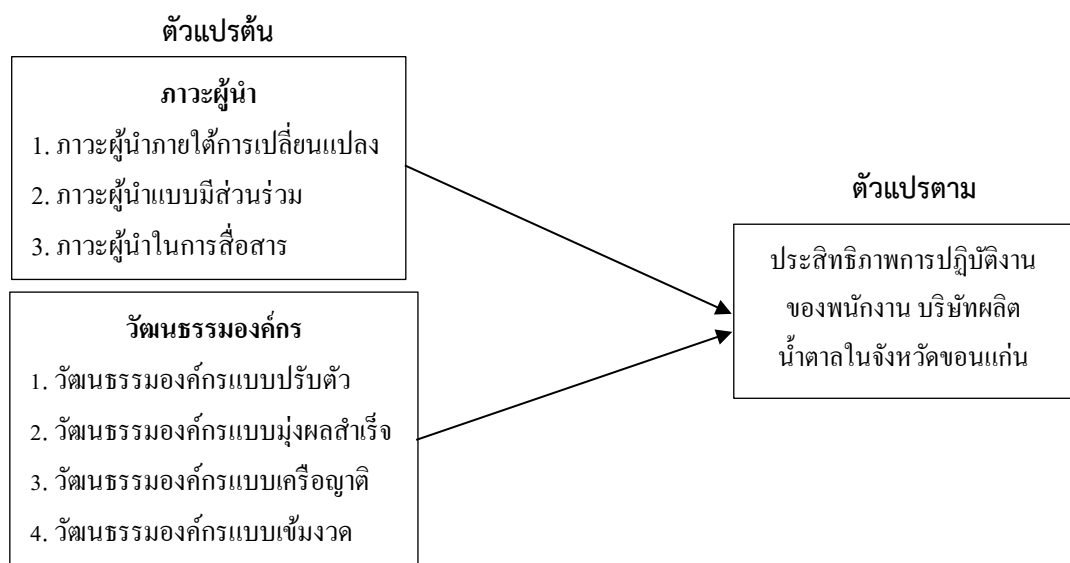 ตัวแปรต้น
ภาวะผู้นำ
1. ภาวะผู้นำภายใต้การเปลี่ยนแปลง
2. ภาวะผู้นำแบบมีส่วนร่วม
3. ภาวะผู้นำในการสื่อสาร
วัฒนธรรมองค์กร
1. วัฒนธรรมองค์กรแบบปรับตัว
2. วัฒนธรรมองค์กรแบบมุ่งผลสำเร็จ
3. วัฒนธรรมองค์กรแบบเครือญาติ
4. วัฒนธรรมองค์กรแบบเข้มงวด
ตัวแปรตาม
ประสิทธิภาพการปฏิบัติงาน
ของพนักงาน บริษัทผลิต
น้ำตาลในจังหวัดขอนแก่น